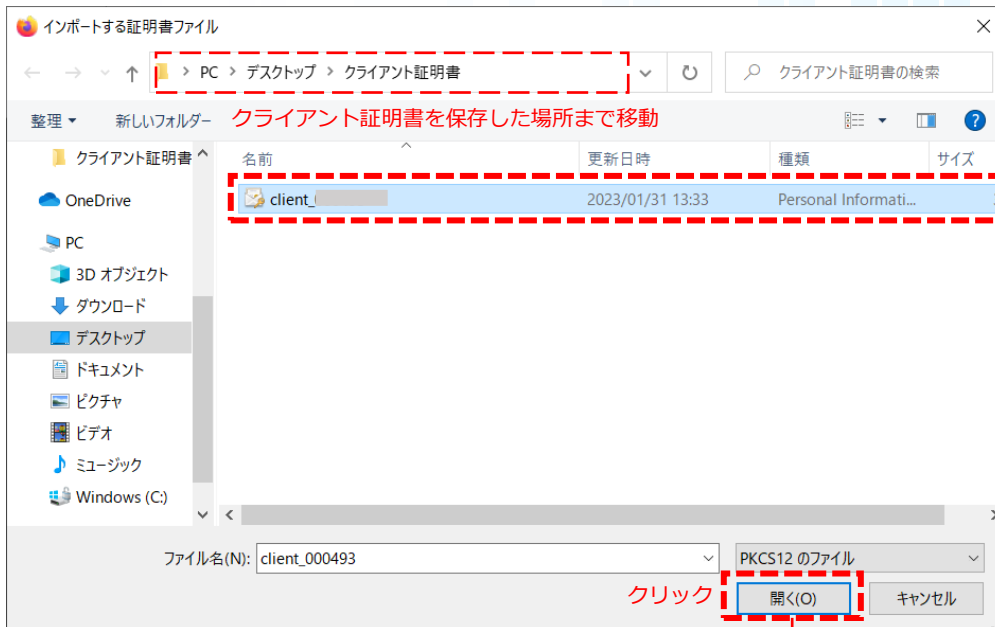 インポートする証明書ファイル
PC > デスクトップ > クライアント証明書
クライアント証明書の検索
整理
新しいフォルダー
クライアント証明書を保存した場所まで移動
クライアント証明書
名前
更新日時
種類
サイズ
client_
2023/01/31 13:33
Personal Informati...
OneDrive
PC
3D オブジェクト
ダウンロード
デスクトップ
ドキュメント
ピクチャ
ビデオ
ミュージック
Windows (C:)
ファイル名(N):
client_000493
PKCS12 のファイル
クリック
開く(O)
キャンセル